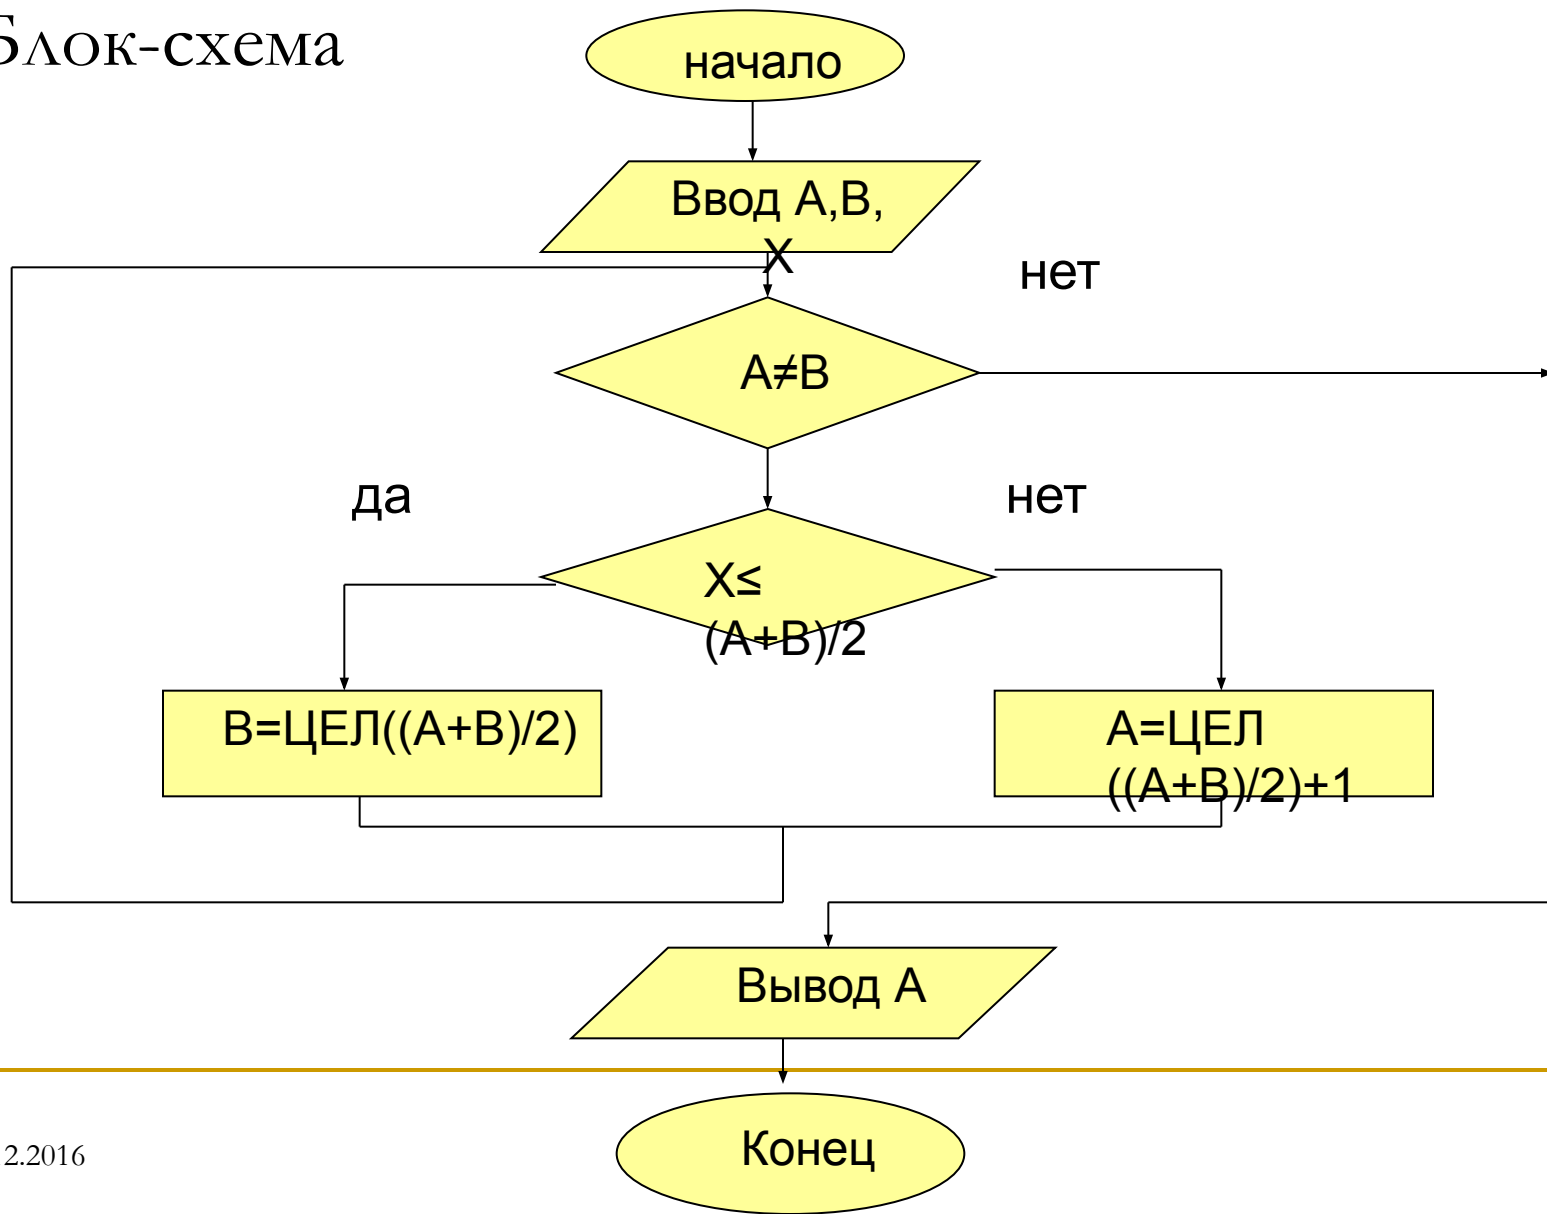 Блок-схема
начало
Ввод А,В,
Х
нет
А≠В
да
нет
Х≤
(А+В)/2
В=ЦЕЛ((А+В)/2)
А=ЦЕЛ
((А+В)/2)+1
Вывод А
Конец
2.2016